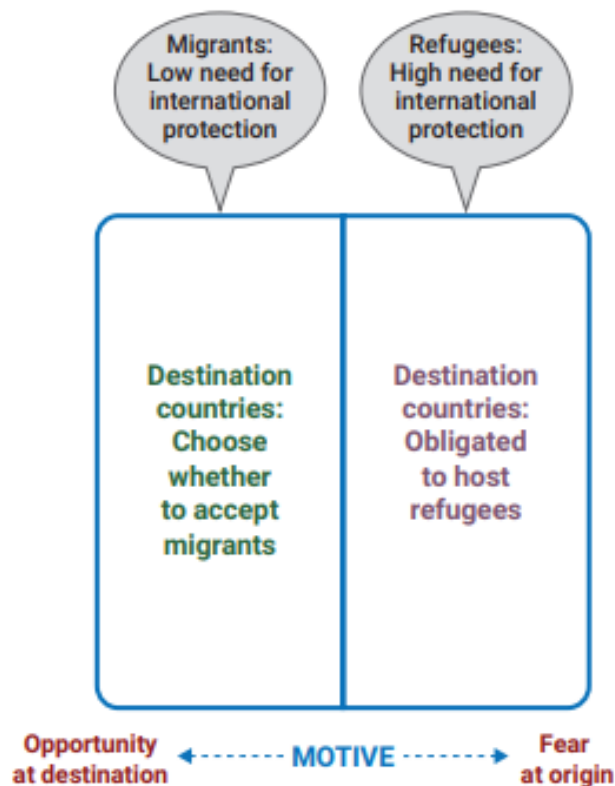 Migrants:
Low need for
international
protection
Refugees:
High need for
international
protection
Destination
countries:
Choose
whether
to accept
migrants
Destination
countries:
Obligated
to host
refugees
Opportunity
at destination
MOTIVE
Fear
at origin